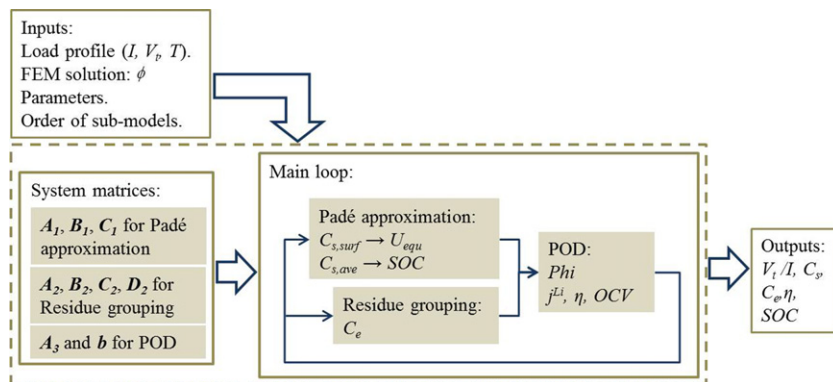 Inputs:
Load profile (I, Vt, T).
FEM solution: ϕ
Parameters.
Order of sub-models.
System matrices:
A1, B1, C1 for Padé
approximation
A2, B2, C2, D2 for
Residue grouping
A3 and b for POD
Main loop:
Padé approximation:
Cs,surf → Uequ
Cs,ave → SOC
Residue grouping:
Ce
POD:
Phi
jLi, η, OCV
Outputs:
Vt /I, Cs,
Ce, η,
SOC